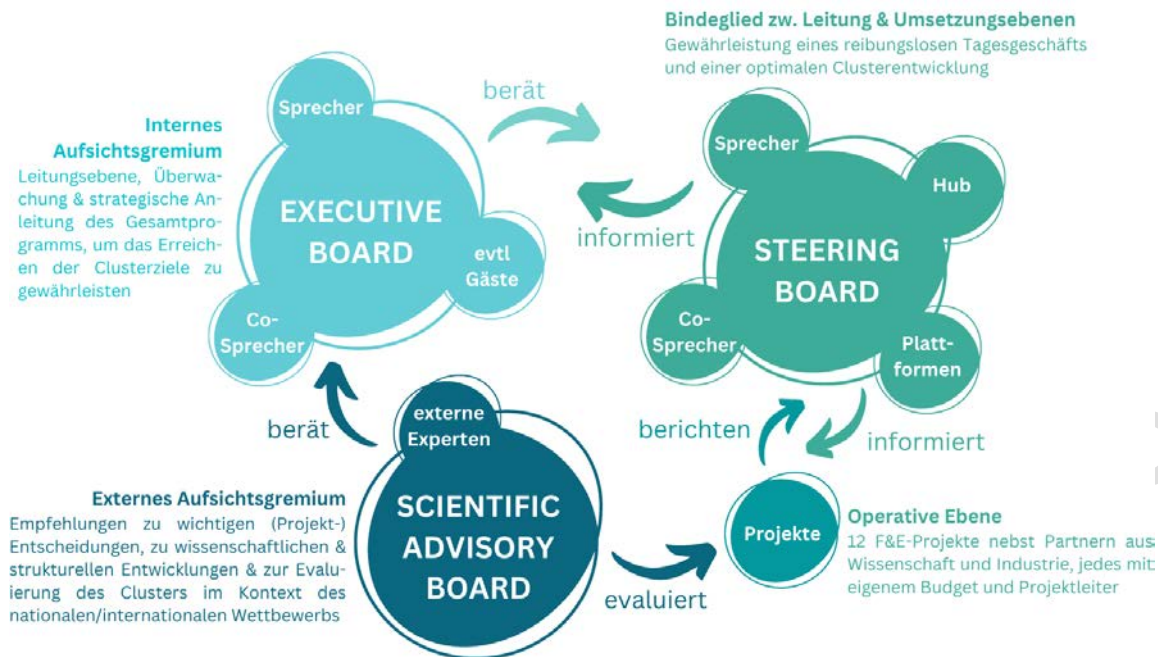 Bindeglied zw. Leitung & Umsetzungsebenen
Gewährleistung eines reibungslosen Tagesgeschäfts
und einer optimalen Clusterentwicklung
Internes
Aufsichtsgremium
Leitungsebene, Überwa-
chung & strategische An-
leitung des Gesamtpro-
gramms, um das Erreich-
en der Clusterziele zu
gewährleisten
Sprecher
EXECUTIVE
BOARD
evtl
Gäste
Co-
Sprecher
berät
informiert
Sprecher
Hub
STEERING
BOARD
Co-
Sprecher
Platt-
formen
berät
externe
Experten
SCIENTIFIC
ADVISORY
BOARD
Externes Aufsichtsgremium
Empfehlungen zu wichtigen (Projekt-)
Entscheidungen, zu wissenschaftlichen &
strukturellen Entwicklungen & zur Evalu-
ierung des Clusters im Kontext des
nationalen/internationalen Wettbewerbs
evaluiert
berichten
informiert
Projekte
Operative Ebene
12 F&E-Projekte nebst Partnern aus
Wissenschaft und Industrie, jedes mit
eigenem Budget und Projektleiter